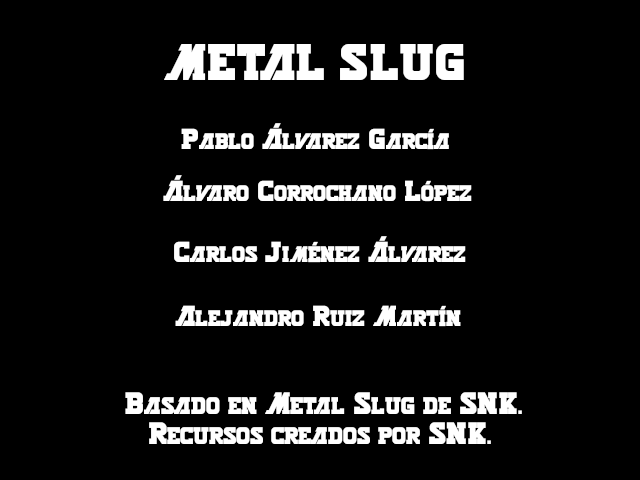 METAL SLUG
Pablo Álvarez García
Álvaro Corrochano López
Carlos Jiménez Álvarez
Alejandro Ruiz Martín
Basado en Metal Slug de SNK.
Recursos creados por SNK.